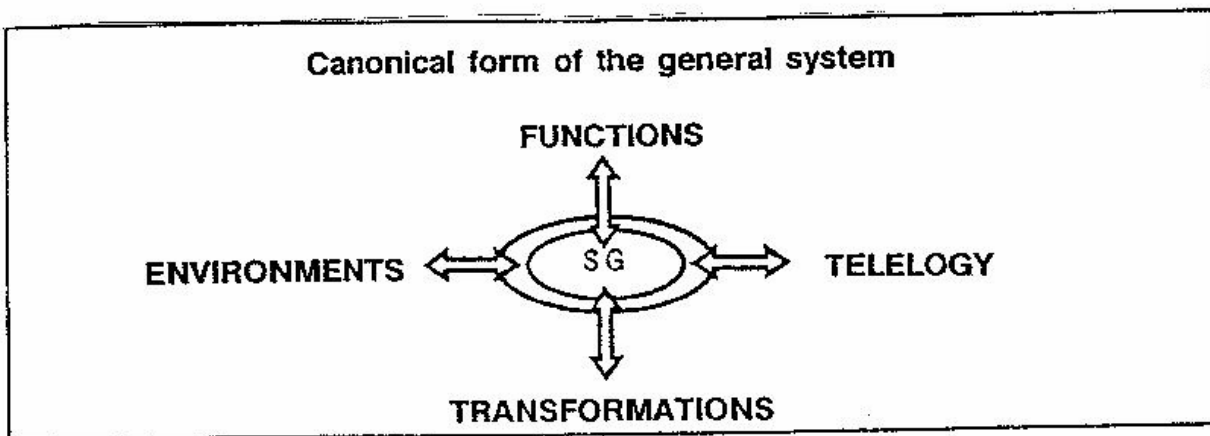 Canonical form of the general system
FUNCTIONS
ENVIRONMENTS
SG
TELELOGY
TRANSFORMATIONS